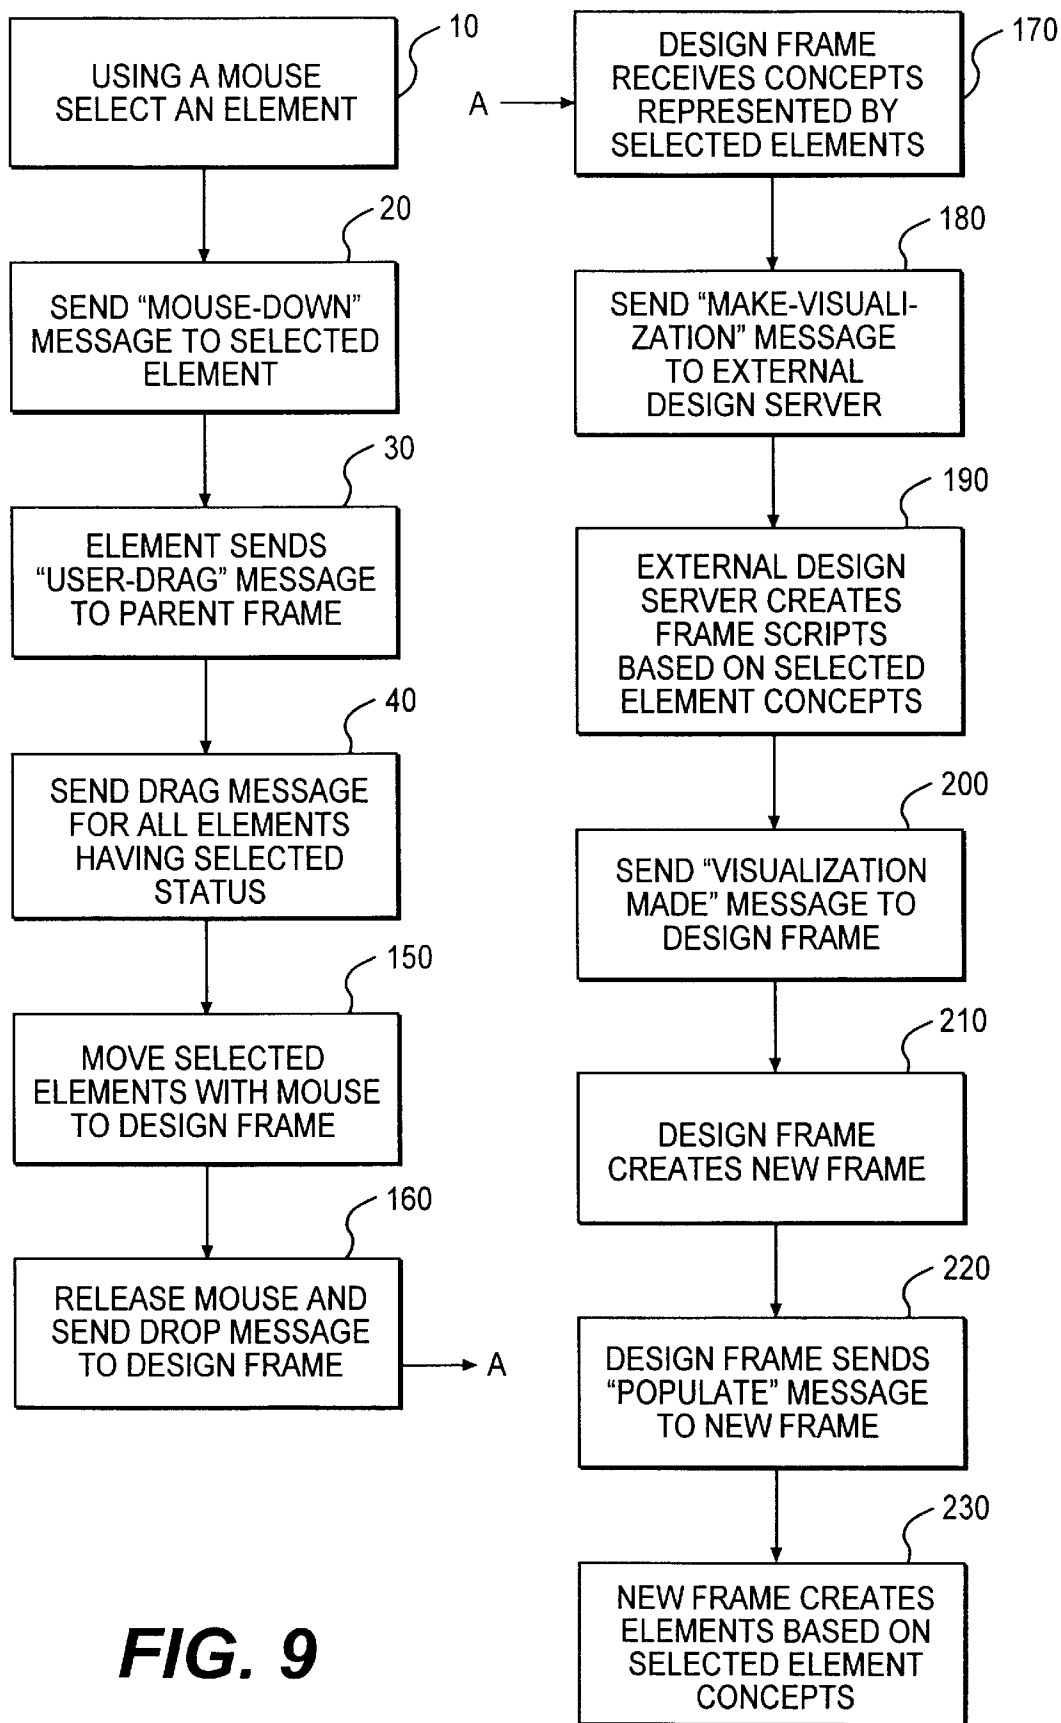 10
USING A MOUSE
SELECT AN ELEMENT
20
SEND “MOUSE-DOWN”
MESSAGE TO SELECTED
ELEMENT
30
ELEMENT SENDS
“USER-DRAG” MESSAGE
TO PARENT FRAME
40
SEND DRAG MESSAGE
FOR ALL ELEMENTS
HAVING SELECTED
STATUS
150
MOVE SELECTED
ELEMENTS WITH MOUSE
TO DESIGN FRAME
160
RELEASE MOUSE AND
SEND DROP MESSAGE
TO DESIGN FRAME
A
A
170
DESIGN FRAME
RECEIVES CONCEPTS
REPRESENTED BY
SELECTED ELEMENTS
180
SEND “MAKE-VISUALI-
ZATION” MESSAGE
TO EXTERNAL
DESIGN SERVER
190
EXTERNAL DESIGN
SERVER CREATES
FRAME SCRIPTS
BASED ON SELECTED
ELEMENT CONCEPTS
200
SEND “VISUALIZATION
MADE” MESSAGE TO
DESIGN FRAME
210
DESIGN FRAME
CREATES NEW FRAME
220
DESIGN FRAME SENDS
“POPULATE” MESSAGE
TO NEW FRAME
230
NEW FRAME CREATES
ELEMENTS BASED ON
SELECTED ELEMENT
CONCEPTS
FIG. 9